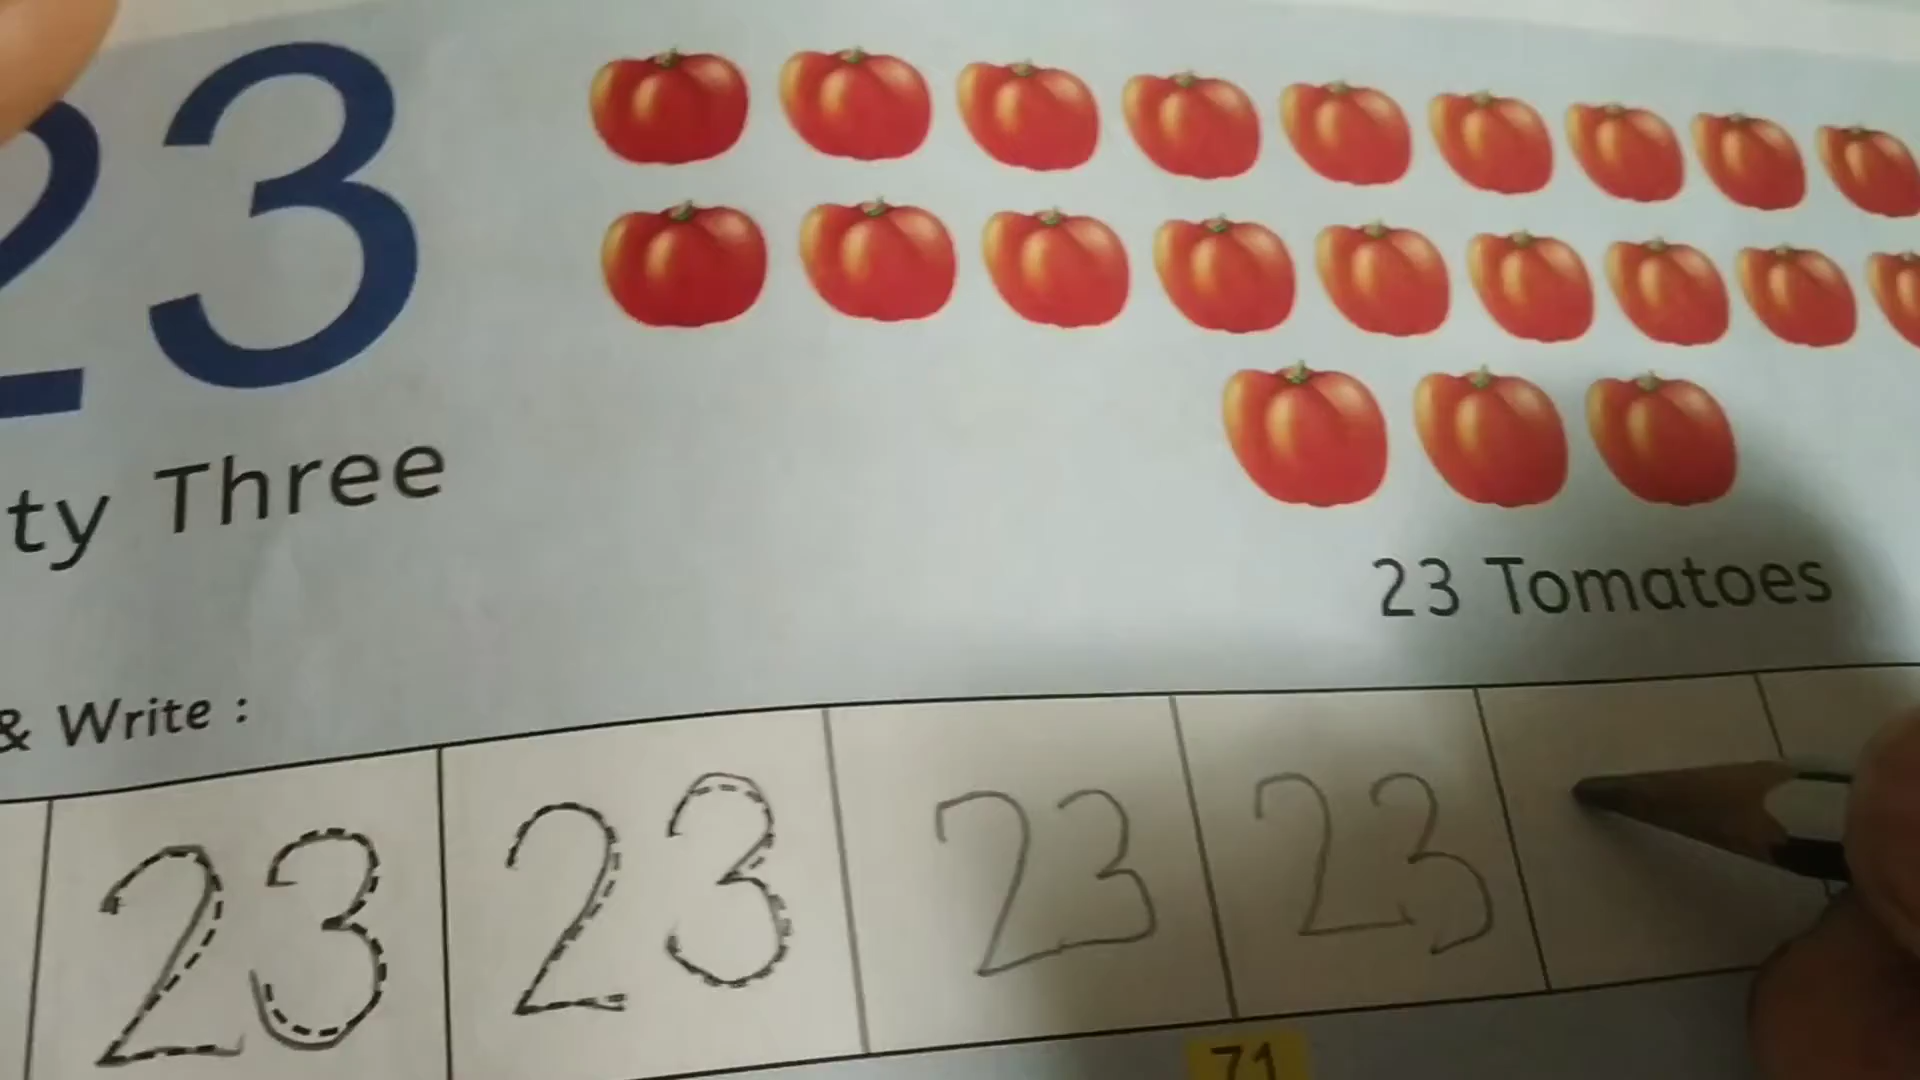 23
ty Three
23 Tomatoes
& Write :
23 23 23 23
71